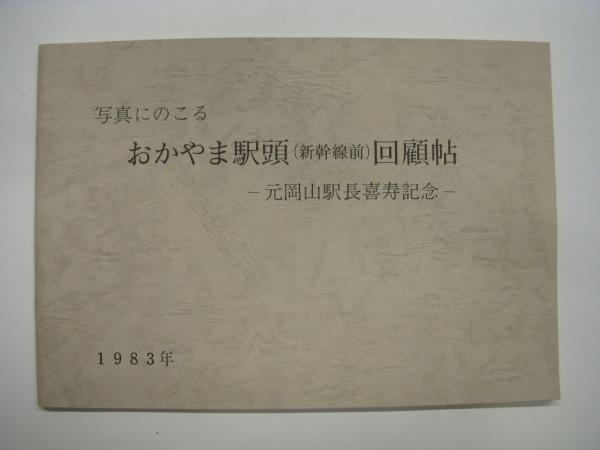 写真にのこる
おかやま駅頭(新幹線前)回顧帖
－元岡山駅長喜寿記念－
１９８３年